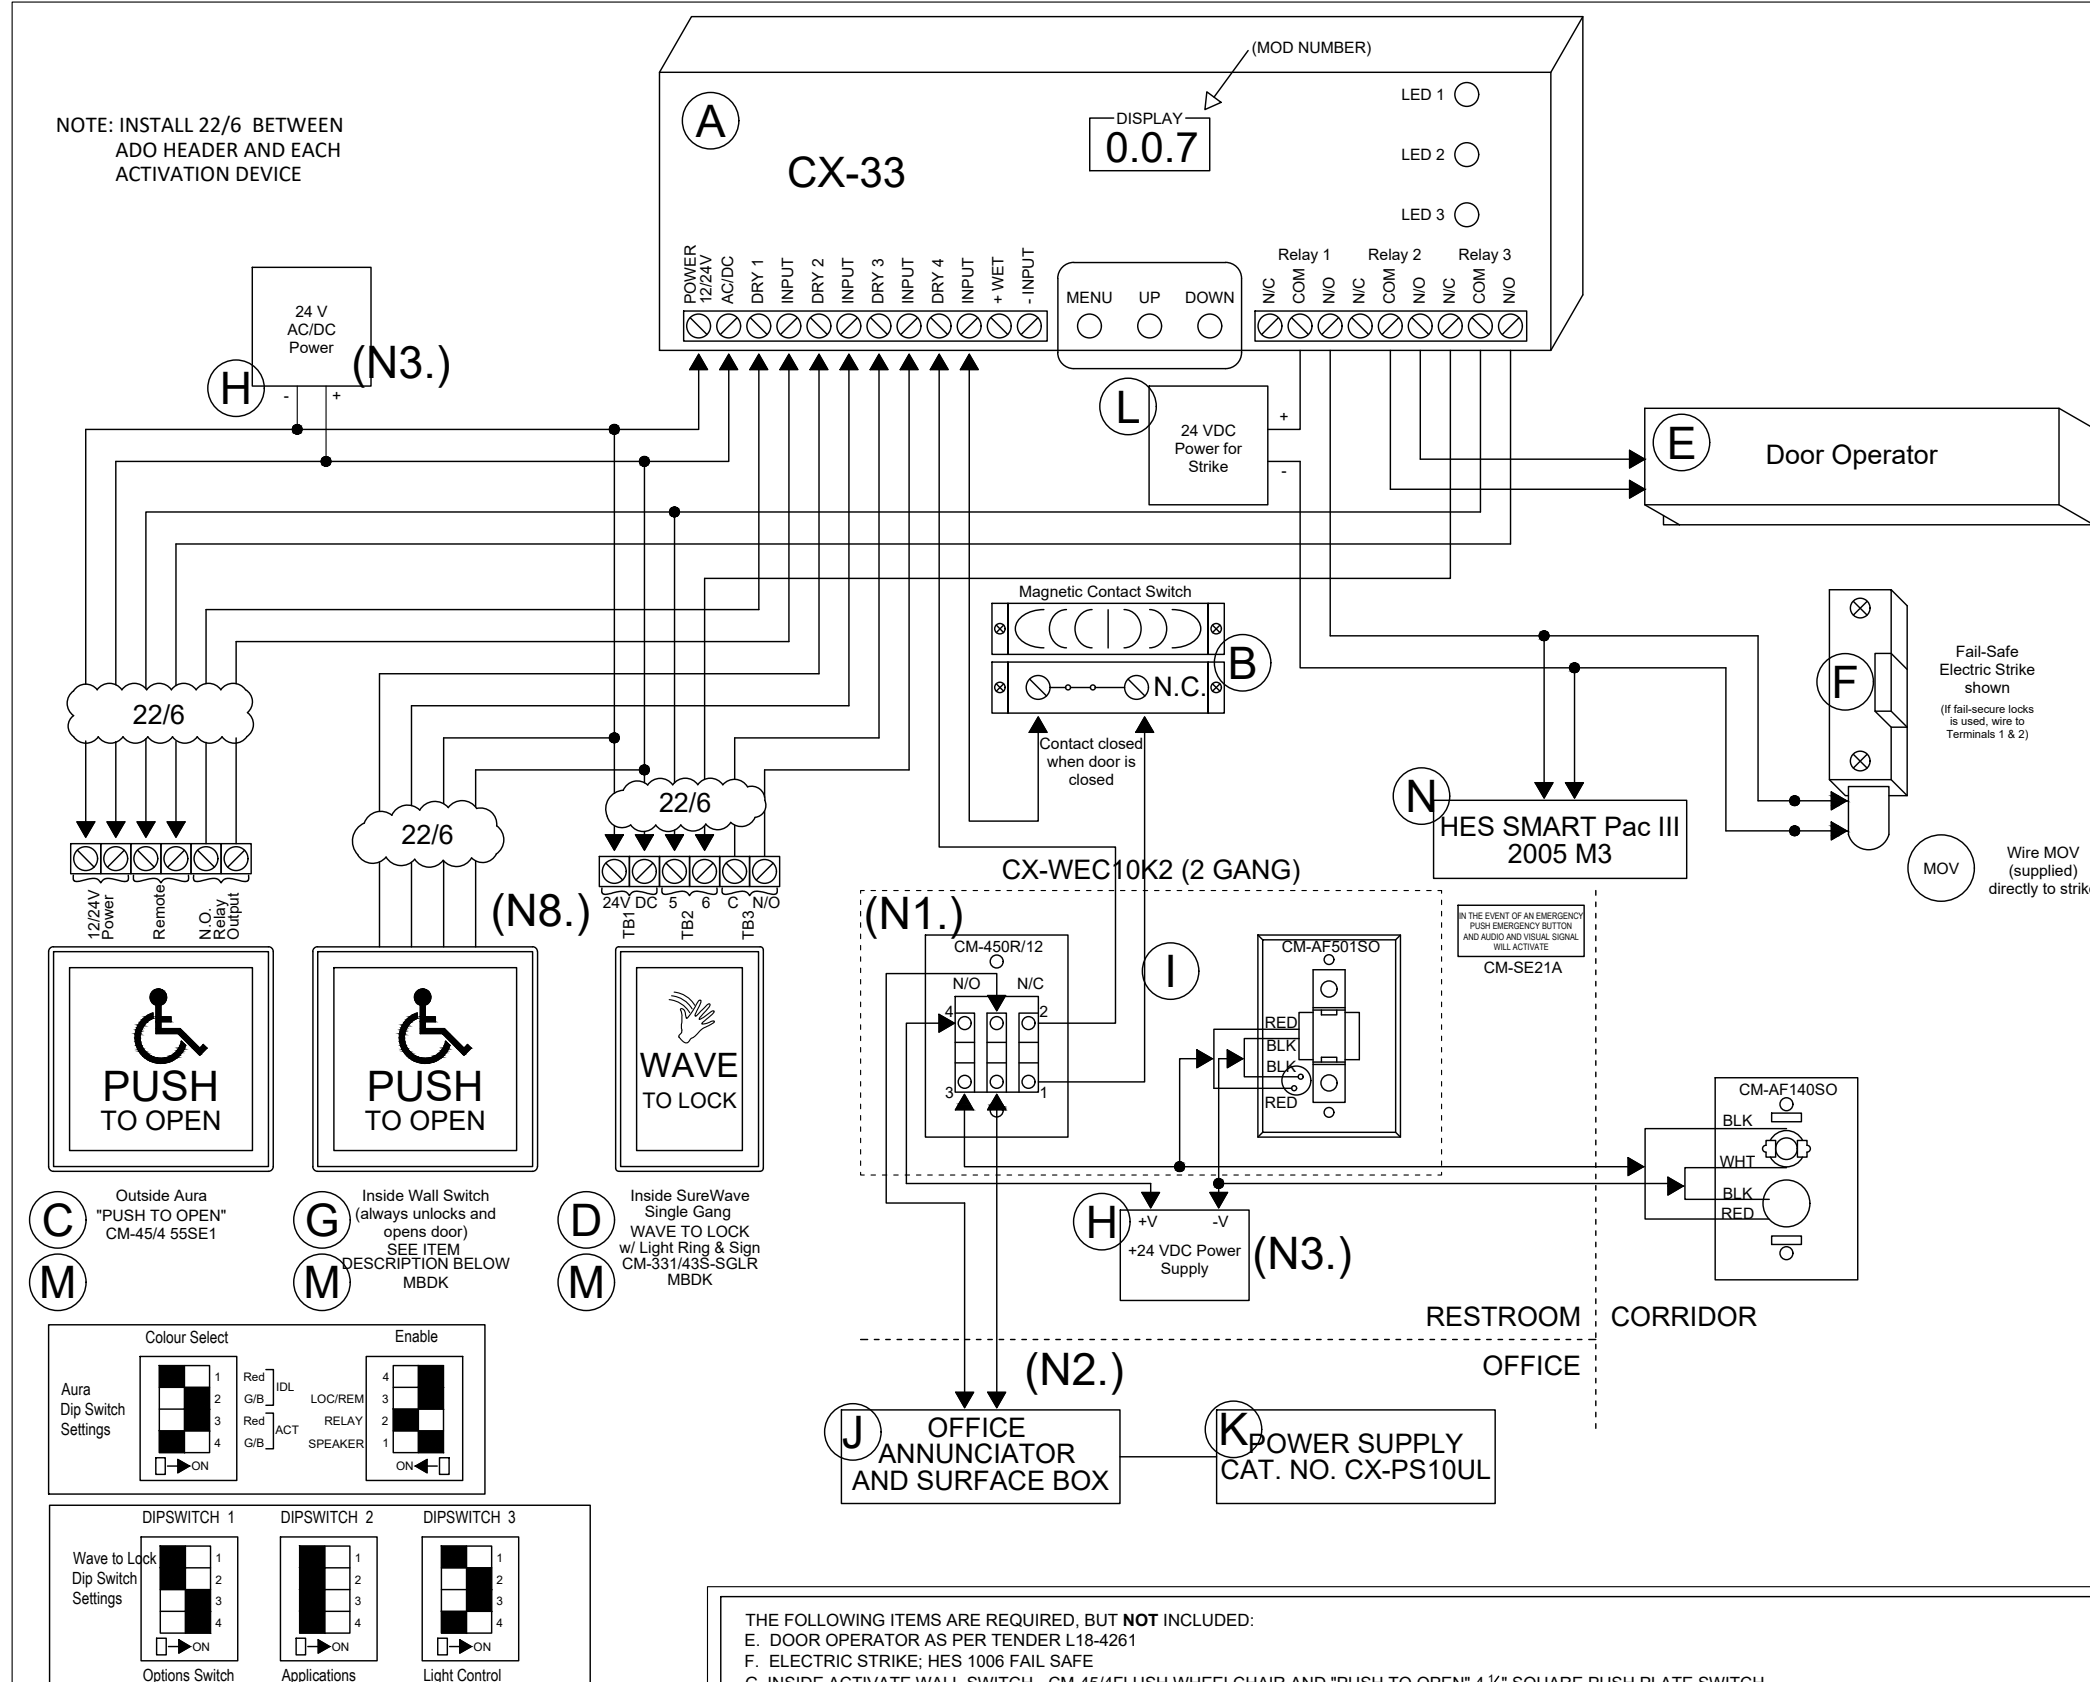 (MOD NUMBER)
NOTE: INSTALL 22/6 BETWEEN
ADO HEADER AND EACH
ACTIVATION DEVICE
A
CX-33
DISPLAY
0.0.7
LED 1
LED 2
LED 3
POWER
12/24V
AC/DC
DRY 1
INPUT
DRY 2
INPUT
DRY 3
INPUT
DRY 4
INPUT
+ WET
- INPUT
MENU
UP
DOWN
Relay 1
Relay 2
Relay 3
N/C
COM
N/O
N/C
COM
N/O
N/C
COM
N/O
24 V
AC/DC
Power
(N3.)
H
-
+
L
24 VDC
Power for
Strike
+
-
E
Door Operator
Magnetic Contact Switch
B
N.C.
Contact closed
when door is
closed
F
Fail-Safe
Electric Strike
shown
(If fail-secure locks
is used, wire to
Terminals 1 & 2)
N
HES SMART Pac III
2005 M3
MOV
Wire MOV
(supplied)
directly to strike
22/6
22/6
22/6
12/24V
Power
Remote
N.O.
Relay
Output
(N8.)
24V DC
5
6
C
N/O
TB1
TB2
TB3
PUSH
TO OPEN
PUSH
TO OPEN
WAVE
TO LOCK
CX-WEC10K2 (2 GANG)
(N1.)
CM-450R/12
N/O
N/C
4
2
3
1
I
CM-AF501SO
RED
BLK
BLK
RED
IN THE EVENT OF AN EMERGENCY
PUSH EMERGENCY BUTTON
AND AUDIO AND VISUAL SIGNAL
WILL ACTIVATE
CM-SE21A
CM-AF140SO
BLK
WHT
BLK
RED
C
Outside Aura
"PUSH TO OPEN"
CM-45/4 55SE1
M
G
Inside Wall Switch
(always unlocks and
opens door)
SEE ITEM
DESCRIPTION BELOW
MBDK
M
D
Inside SureWave
Single Gang
WAVE TO LOCK
w/ Light Ring & Sign
CM-331/43S-SGLR
MBDK
M
H
+V
-V
+24 VDC Power
Supply
(N3.)
RESTROOM
CORRIDOR
OFFICE
(N2.)
J
OFFICE
ANNUNCIATOR
AND SURFACE BOX
K
POWER SUPPLY
CAT. NO. CX-PS10UL
Colour Select
Enable
Aura
Dip Switch
Settings
1
2
3
4
Red
G/B
IDL
Red
G/B
ACT
ON
LOC/REM
RELAY
SPEAKER
4
3
2
1
ON
DIPSWITCH 1
DIPSWITCH 2
DIPSWITCH 3
Wave to Lock
Dip Switch
Settings
1
2
3
4
ON
1
2
3
4
ON
1
2
3
4
ON
Options Switch
Applications
Light Control
THE FOLLOWING ITEMS ARE REQUIRED, BUT NOT INCLUDED:
E. DOOR OPERATOR AS PER TENDER L18-4261
F. ELECTRIC STRIKE; HES 1006 FAIL SAFE